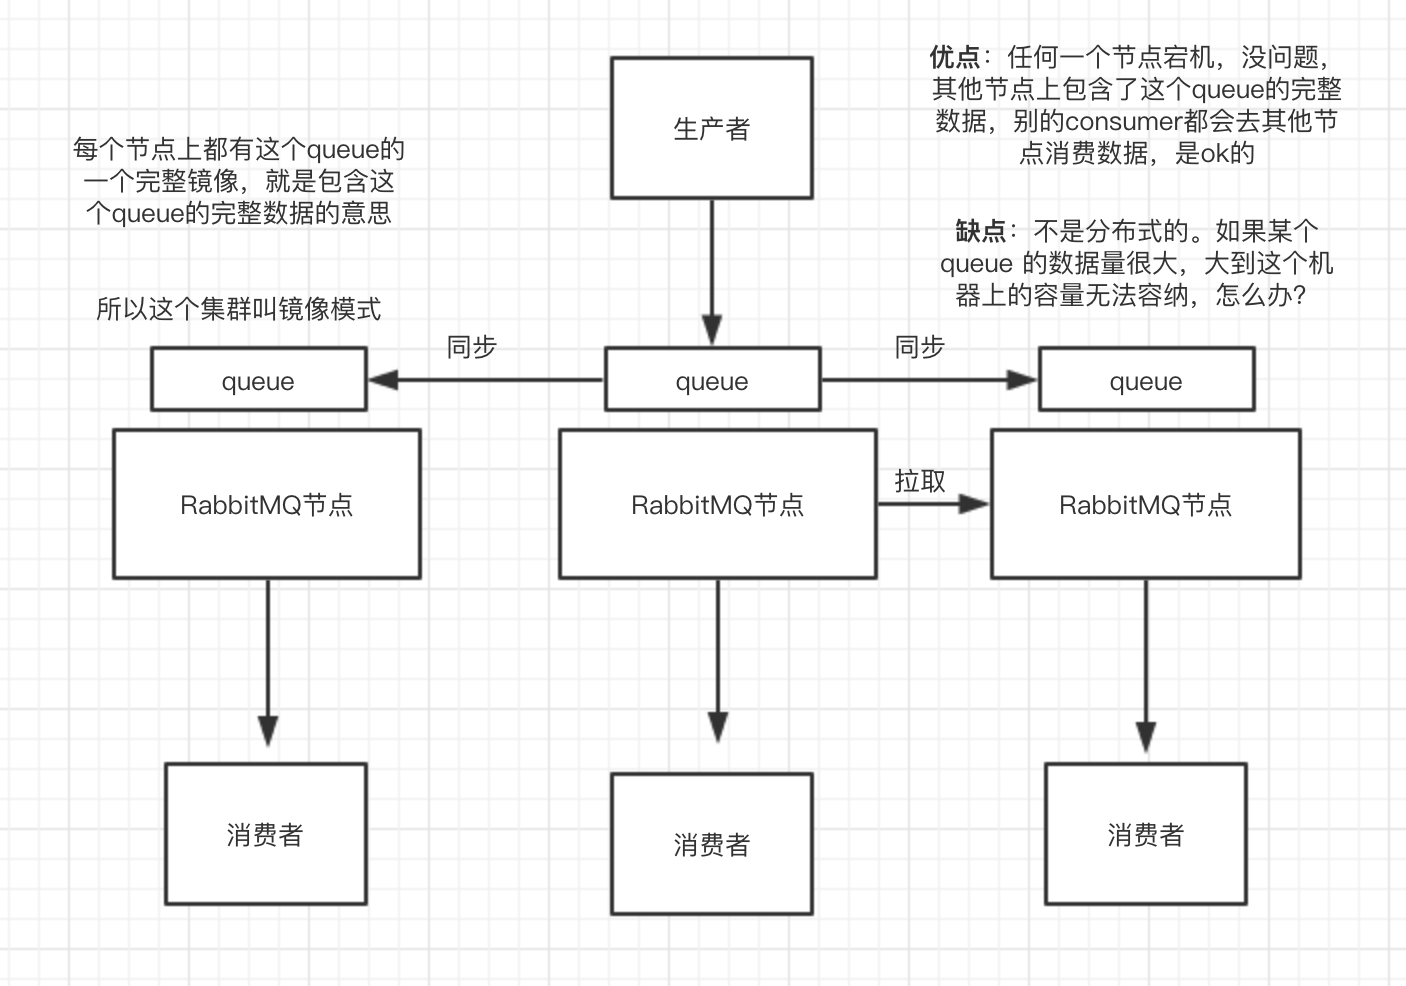 优点：任何一个节点宕机，没问题，
其他节点上包含了这个queue的完整
数据，别的consumer都会去其他节
点消费数据，是ok的
生产者
每个节点上都有这个queue的
一个完整镜像，就是包含这
个queue的完整数据的意思
缺点：不是分布式的。如果某个
queue 的数据量很大，大到这个机
器上的容量无法容纳，怎么办?
所以这个集群叫镜像模式
同步
同步
queue
queue
queue
拉取
RabbitMQ节点
RabbitMQ节点
RabbitMQ节点
消费者
消费者
消费者